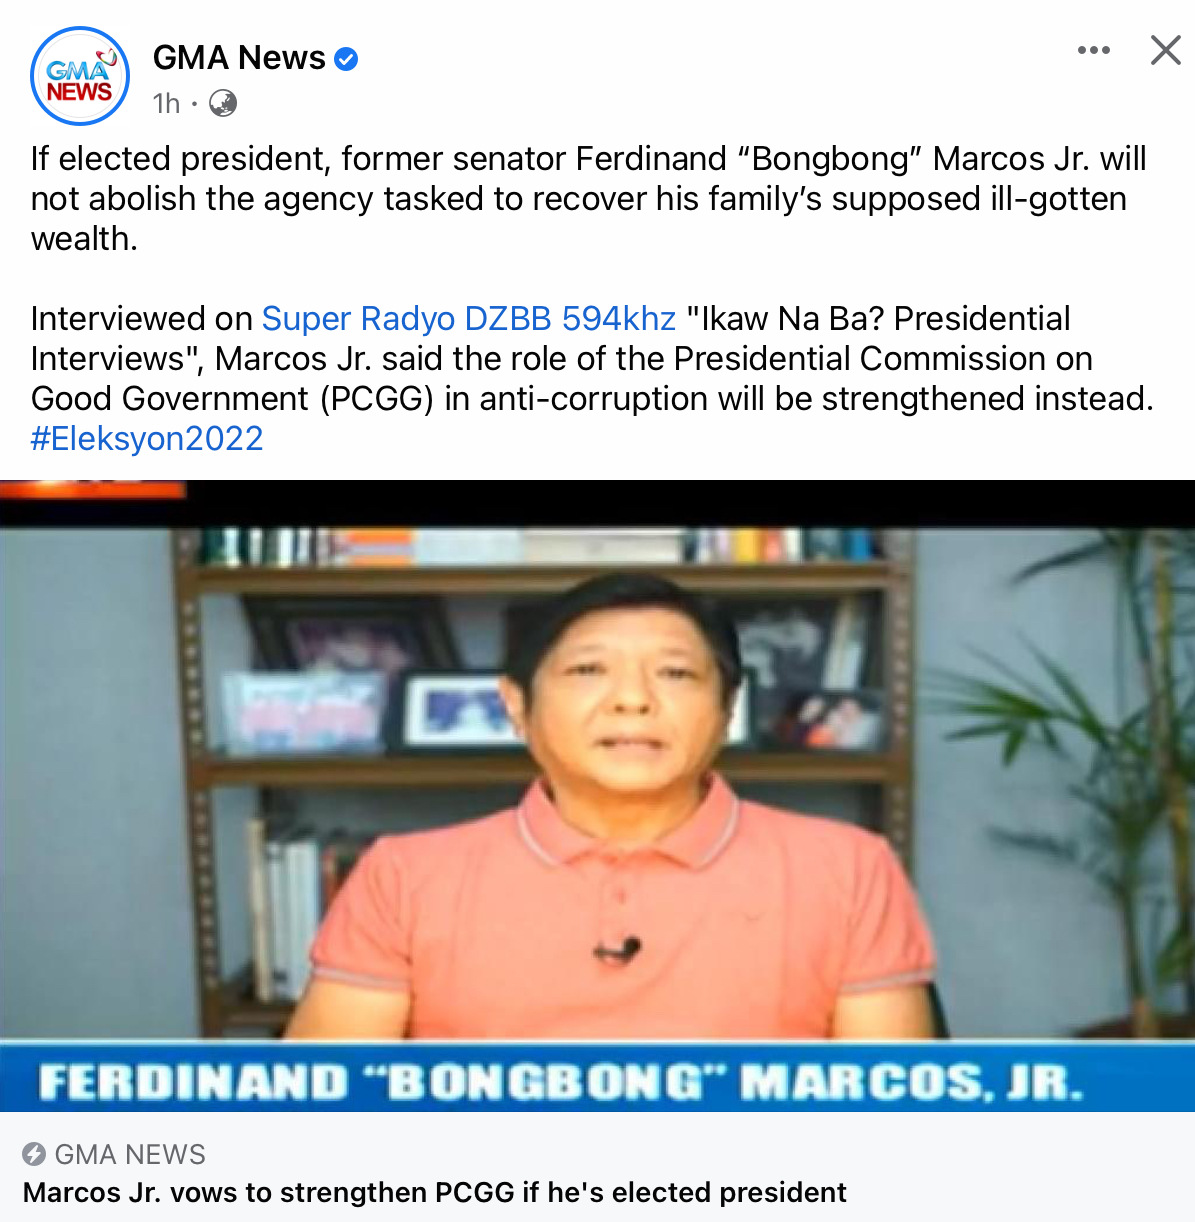 GMA
NEWS
GMA News
1h ·
If elected president, former senator Ferdinand “Bongbong” Marcos Jr. will
not abolish the agency tasked to recover his family’s supposed ill-gotten
wealth.
Interviewed on Super Radyo DZBB 594khz "Ikaw Na Ba? Presidential
Interviews", Marcos Jr. said the role of the Presidential Commission on
Good Government (PCGG) in anti-corruption will be strengthened instead.
#Eleksyon2022
FERDINAND “BONGBONG” MARCOS, JR.
GMA NEWS
Marcos Jr. vows to strengthen PCGG if he's elected president